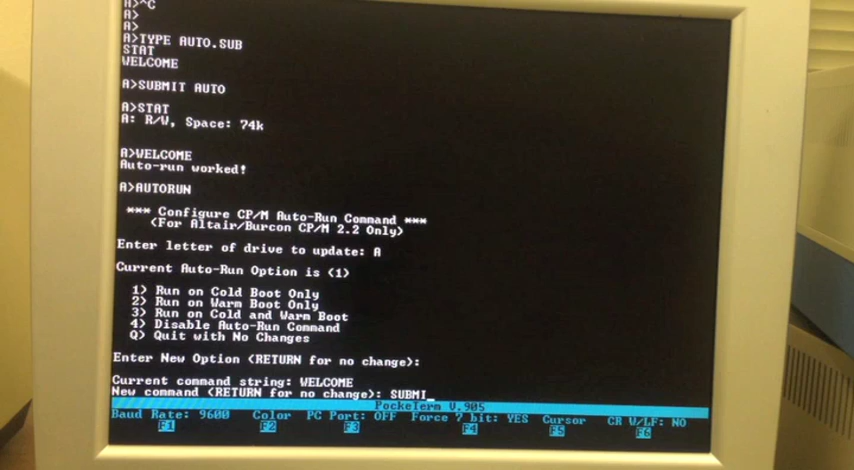 A>^C
A>
A>
A>TYPE AUTO.SUB
STAT
WELCOME
A>SUBMIT AUTO
A>STAT
A: R/W, Space: 74k
A>WELCOME
Auto-run worked!
A>AUTORUN
*** Configure CP/M Auto-Run Command ***
(For Altair/Burcon CP/M 2.2 Only)
Enter letter of drive to update: A
Current Auto-Run Option is (1)
1) Run on Cold Boot Only
2) Run on Warm Boot Only
3) Run on Cold and Warm Boot
4) Disable Auto-Run Command
Q) Quit with No Changes
Enter New Option (RETURN for no change):
Current command string: WELCOME
New command (RETURN for no change): SUBMI_
PockeTerm V.905
Baud Rate: 9600 Color PC Port: OFF Force 7 bit: YES Cursor CR W/LF: NO
F1 F2 F3 F4 F5 F6